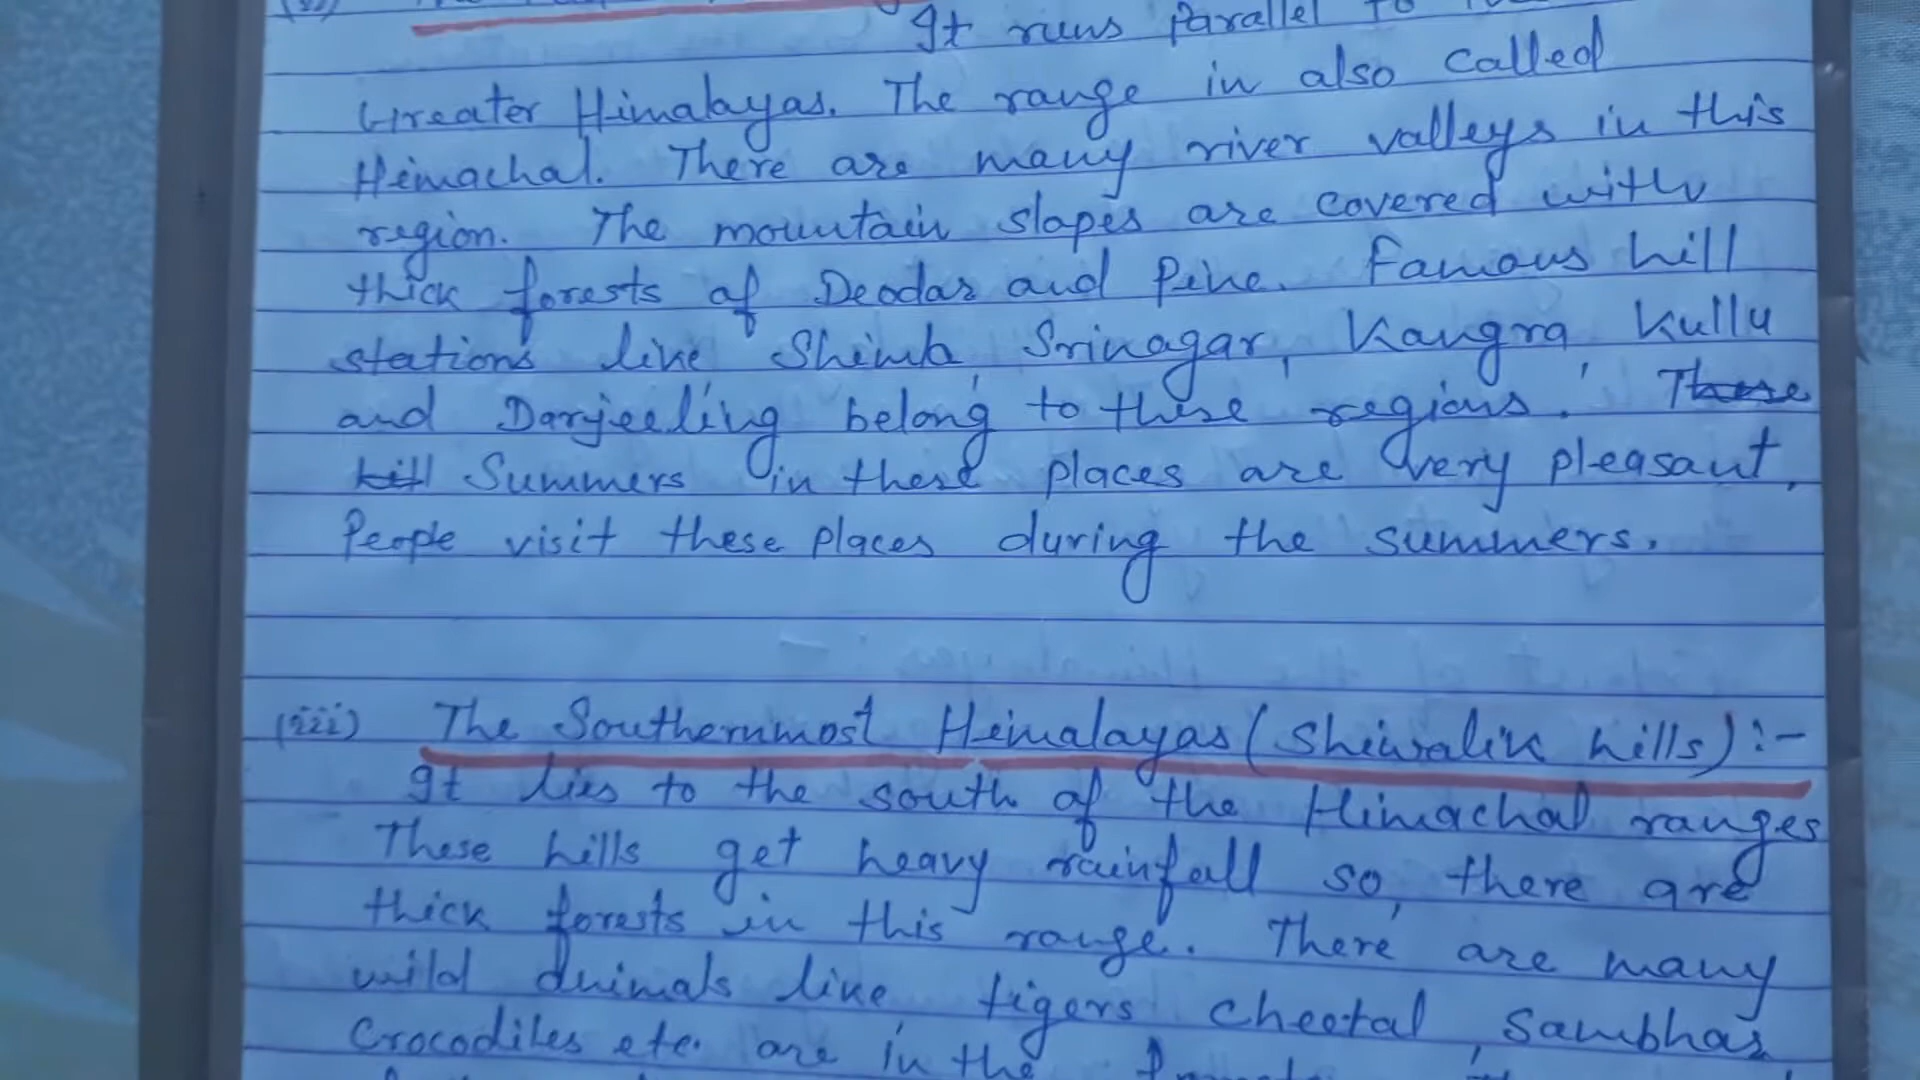 It runs Parallel to
Greater Himalayas. The range in also called
Himachal. There are many river valleys in this
region. The mountain slopes are covered with
thick forests of Deodar and Pine. Famous hill
stations like Shimla, Srinagar, Kangra, Kullu
and Darjeeling belong to these regions. These
hill Summers in these places are very pleasant.
People visit these places during the summers.
(iii) The Southernmost Himalayas (Shiwalik hills) :-
It lies to the south of the Himachal ranges
These hills get heavy rainfall so, there are
thick forests in this range. There are many
wild animals like, tigers cheetal, Sambhar,
Crocodiles etc. are in the